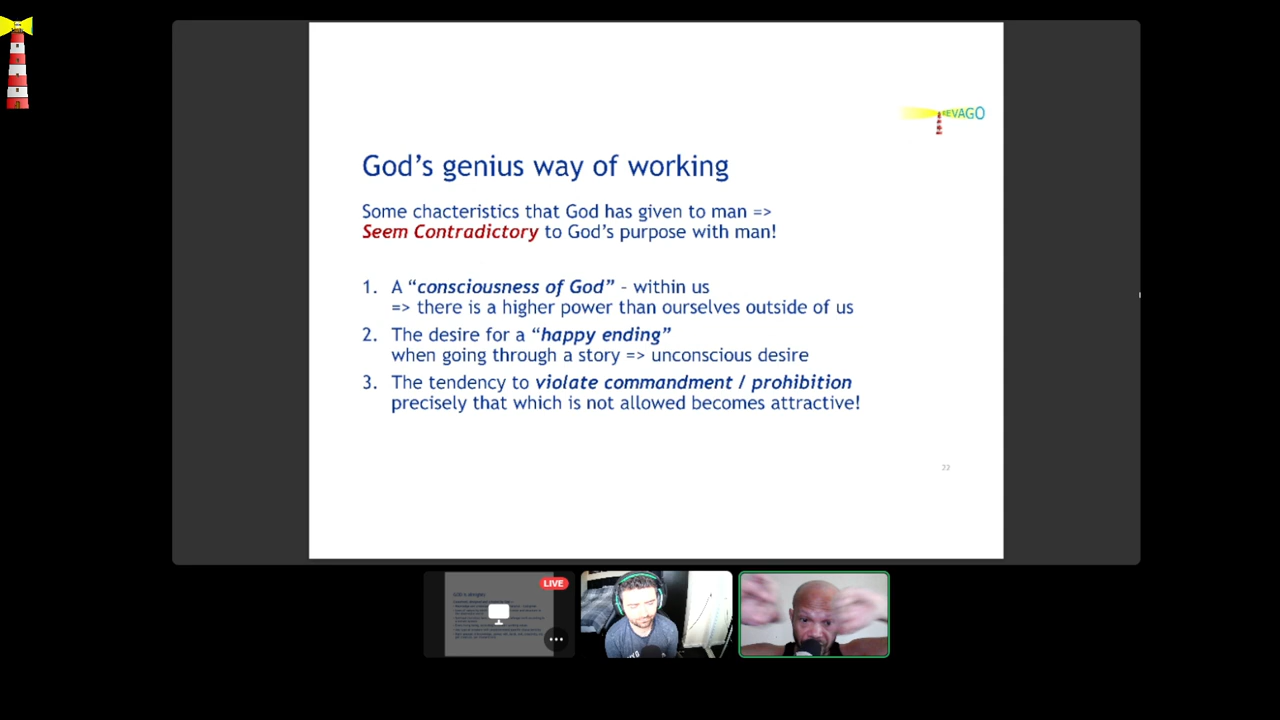 TEVAGO
God's genius way of working
Some chacteristics that God has given to man =>
Seem Contradictory to God's purpose with man!
1. A “consciousness of God” – within us
=> there is a higher power than ourselves outside of us
2. The desire for a “happy ending”
when going through a story => unconscious desire
3. The tendency to violate commandment / prohibition
precisely that which is not allowed becomes attractive!
22
LIVE